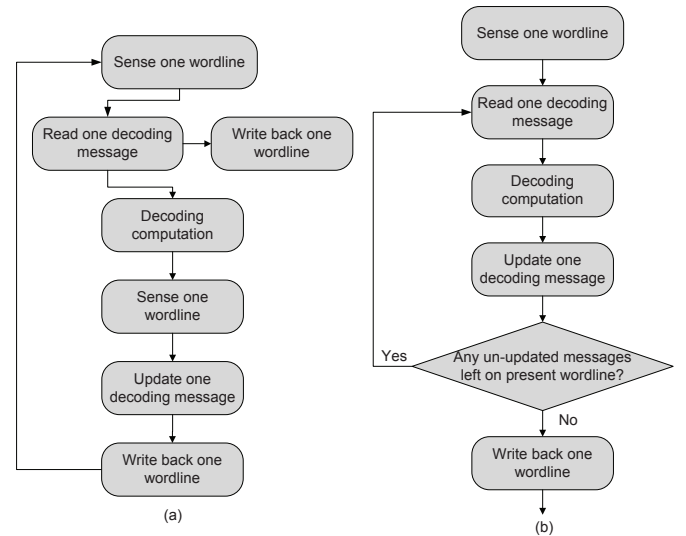 Sense one wordline
Read one decoding
message
Write back one
wordline
Decoding
computation
Sense one
wordline
Update one
decoding message
Write back one
wordline
(a)
Sense one wordline
Read one decoding
message
Decoding
computation
Update one
decoding message
Yes
Any un-updated messages
left on present wordline?
No
Write back one
wordline
(b)